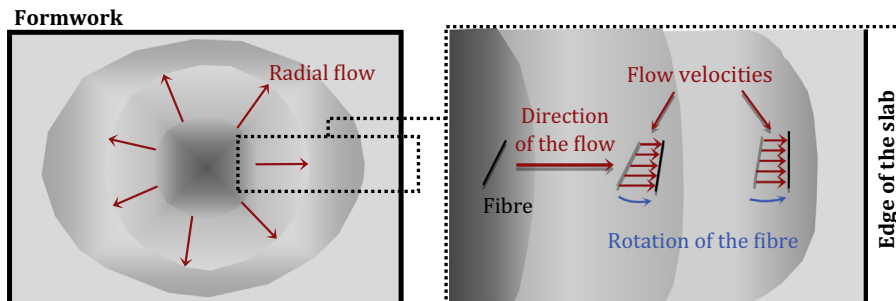 Formwork
Radial flow
Flow velocities
Direction
of the flow
Fibre
Rotation of the fibre
Edge of the slab